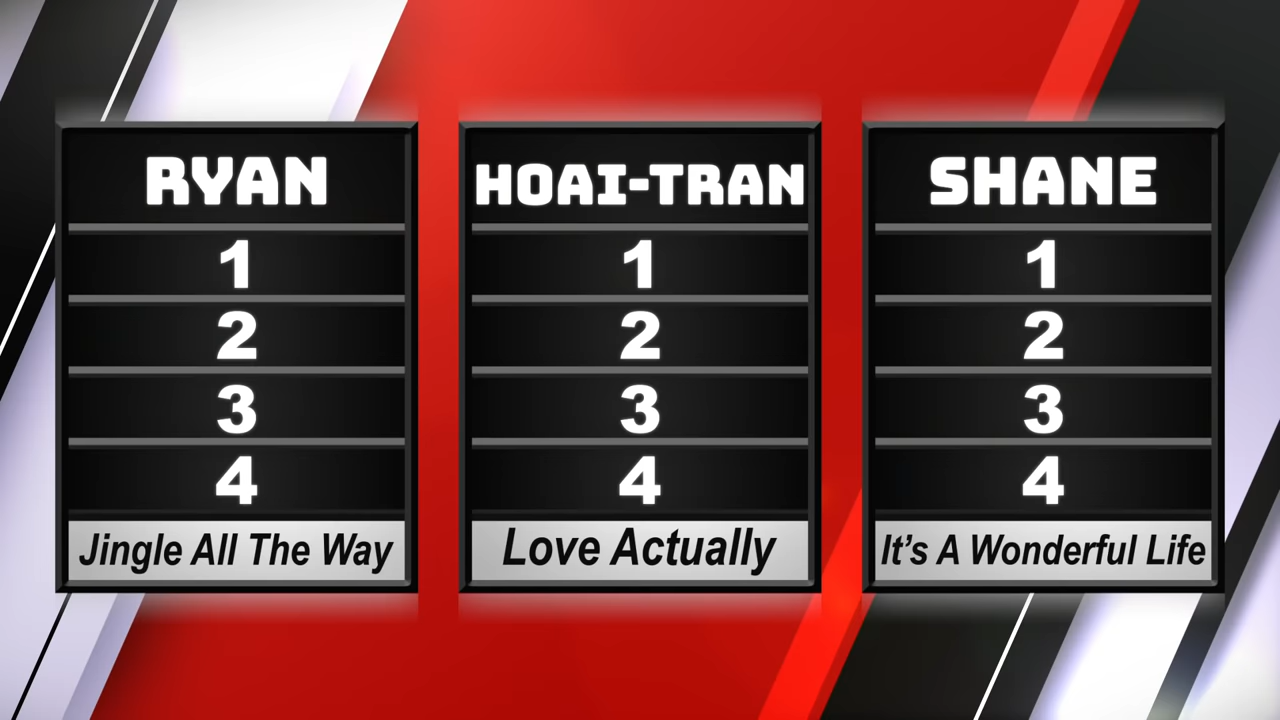 RYAN
1
2
3
4
Jingle All The Way
HOAI-TRAN
1
2
3
4
Love Actually
SHANE
1
2
3
4
It's A Wonderful Life